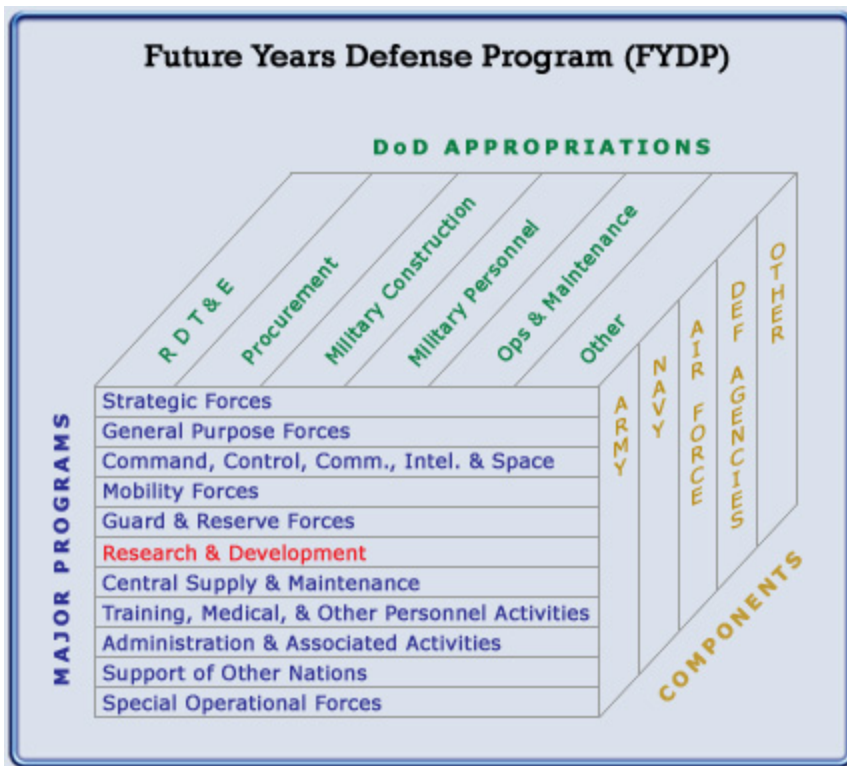 Future Years Defense Program (FYDP)
DoD APPROPRIATIONS
RDT&E
Procurement
Military Construction
Military Personnel
Ops & Maintenance
Other
ARMY
NAVY
AIR FORCE
DEF AGENCIES
OTHER
MAJOR PROGRAMS
Strategic Forces
General Purpose Forces
Command, Control, Comm., Intel. & Space
Mobility Forces
Guard & Reserve Forces
Research & Development
Central Supply & Maintenance
Training, Medical, & Other Personnel Activities
Administration & Associated Activities
Support of Other Nations
Special Operational Forces
COMPONENTS